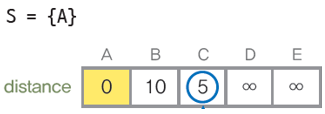 S = {A}
A B C D E
distance 0 10 5 ∞ ∞